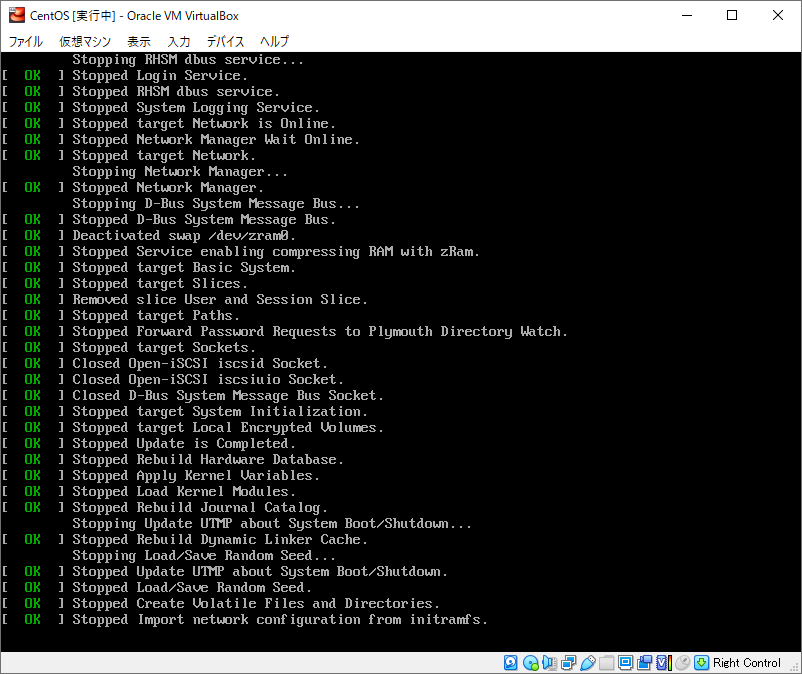 CentOS [実行中] - Oracle VM VirtualBox
ファイル 仮想マシン 表示 入力 デバイス ヘルプ
Stopping RHSM dbus service...
[  OK  ] Stopped Login Service.
[  OK  ] Stopped RHSM dbus service.
[  OK  ] Stopped System Logging Service.
[  OK  ] Stopped target Network is Online.
[  OK  ] Stopped Network Manager Wait Online.
[  OK  ] Stopped target Network.
Stopping Network Manager...
[  OK  ] Stopped Network Manager.
Stopping D-Bus System Message Bus...
[  OK  ] Stopped D-Bus System Message Bus.
[  OK  ] Deactivated swap /dev/zram0.
[  OK  ] Stopped Service enabling compressing RAM with zRam.
[  OK  ] Stopped target Basic System.
[  OK  ] Stopped target Slices.
[  OK  ] Removed slice User and Session Slice.
[  OK  ] Stopped target Paths.
[  OK  ] Stopped Forward Password Requests to Plymouth Directory Watch.
[  OK  ] Stopped target Sockets.
[  OK  ] Closed Open-iSCSI iscsid Socket.
[  OK  ] Closed Open-iSCSI iscsiuio Socket.
[  OK  ] Closed D-Bus System Message Bus Socket.
[  OK  ] Stopped target System Initialization.
[  OK  ] Stopped target Local Encrypted Volumes.
[  OK  ] Stopped Update is Completed.
[  OK  ] Stopped Rebuild Hardware Database.
[  OK  ] Stopped Apply Kernel Variables.
[  OK  ] Stopped Load Kernel Modules.
[  OK  ] Stopped Rebuild Journal Catalog.
Stopping Update UTMP about System Boot/Shutdown...
[  OK  ] Stopped Rebuild Dynamic Linker Cache.
Stopping Load/Save Random Seed...
[  OK  ] Stopped Update UTMP about System Boot/Shutdown.
[  OK  ] Stopped Load/Save Random Seed.
[  OK  ] Stopped Create Volatile Files and Directories.
[  OK  ] Stopped Import network configuration from initramfs.
Right Control